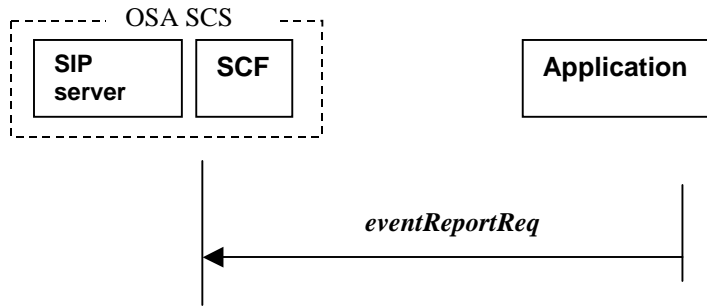 OSA SCS
SIP
server
SCF
Application
eventReportReq